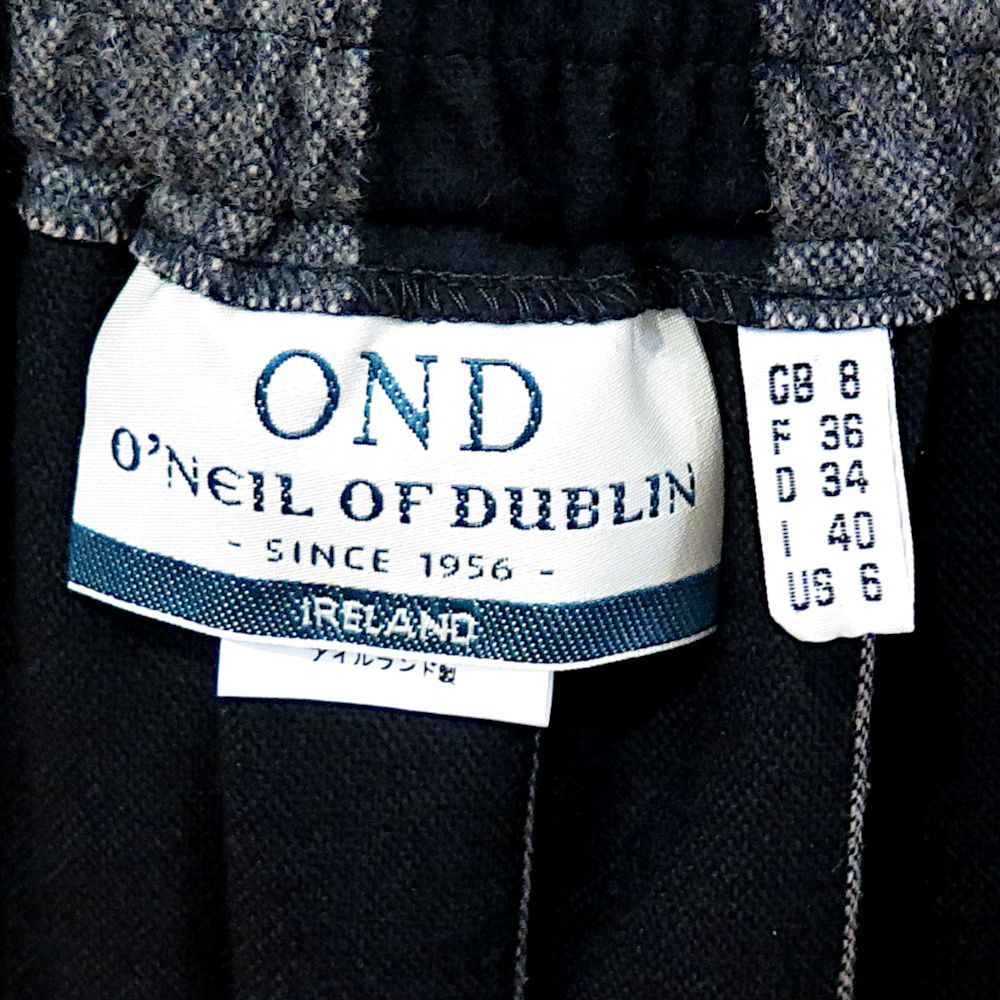 OND
O'NEIL OF DUBLIN
- SINCE 1956 -
IRELAND
アイルランド製
GB 8
F 36
D 34
I 40
US 6